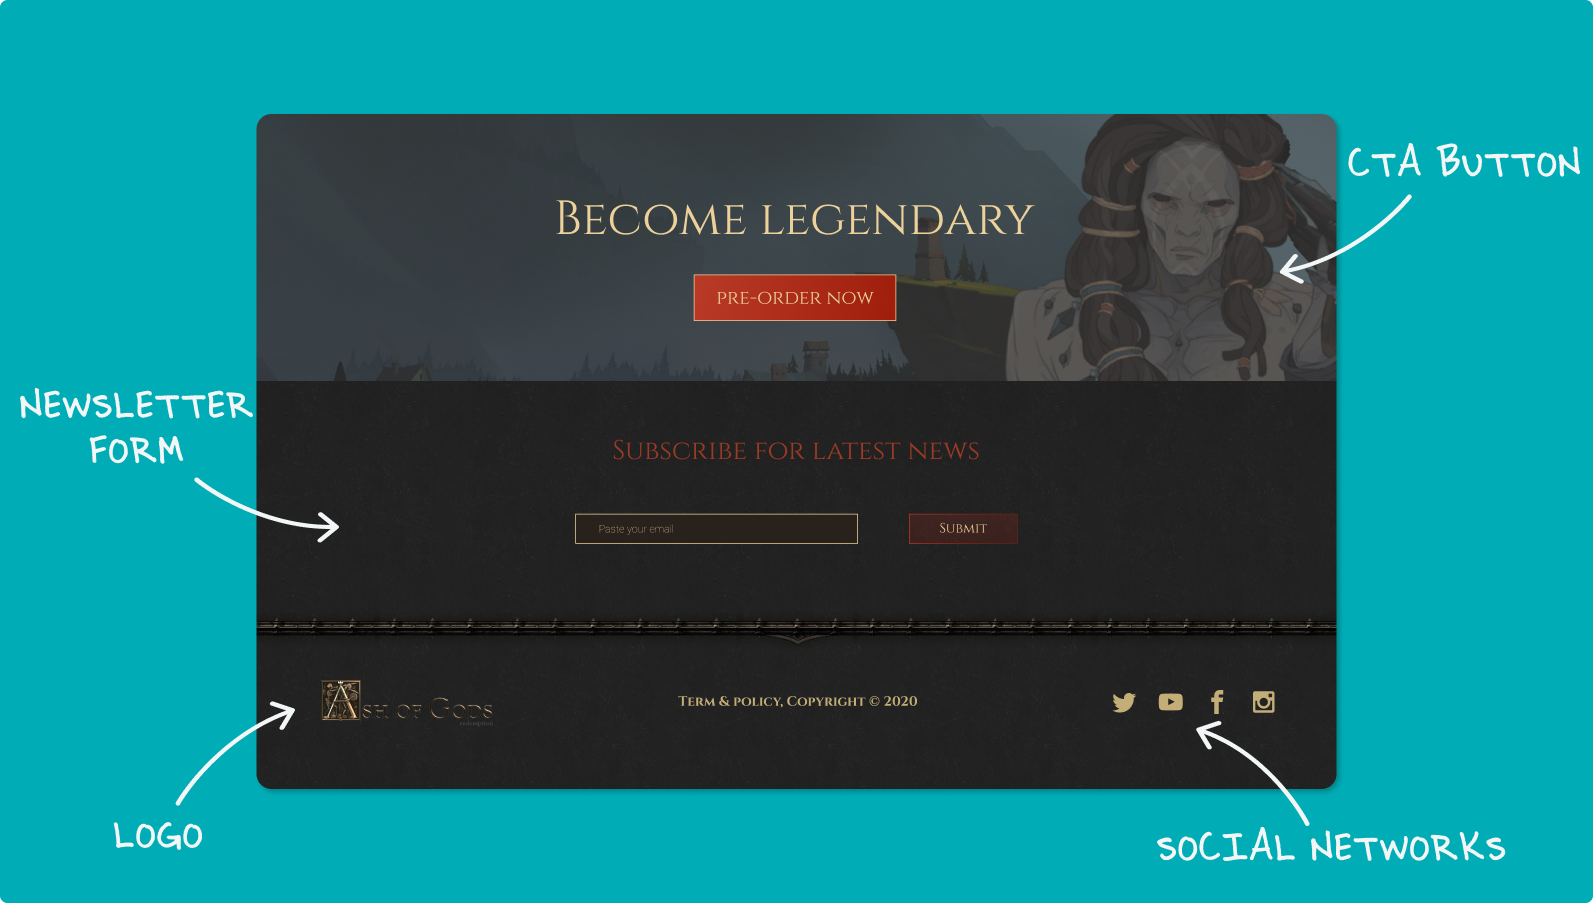 CTA BUTTON
BECOME LEGENDARY
PRE-ORDER NOW
NEWSLETTER
FORM
SUBSCRIBE FOR LATEST NEWS
Paste your email
SUBMIT
ASH OF GODS
redemption
TERM & POLICY, COPYRIGHT © 2020
LOGO
SOCIAL NETWORKS